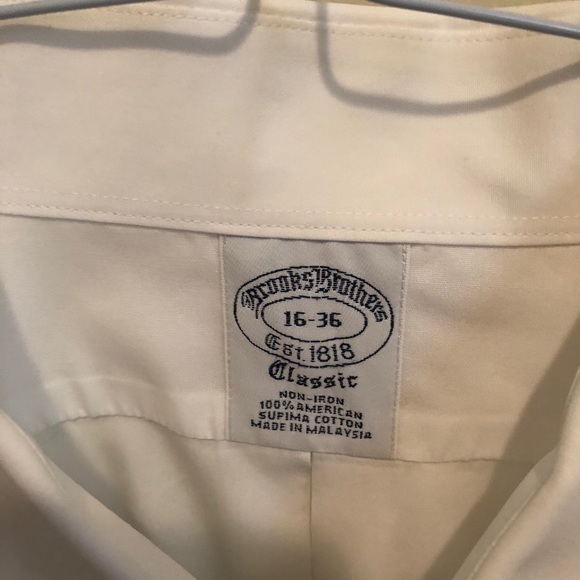 Brooks Brothers
16-36
Est. 1818
Classic
NON-IRON
100% AMERICAN
SUPIMA COTTON
MADE IN MALAYSIA